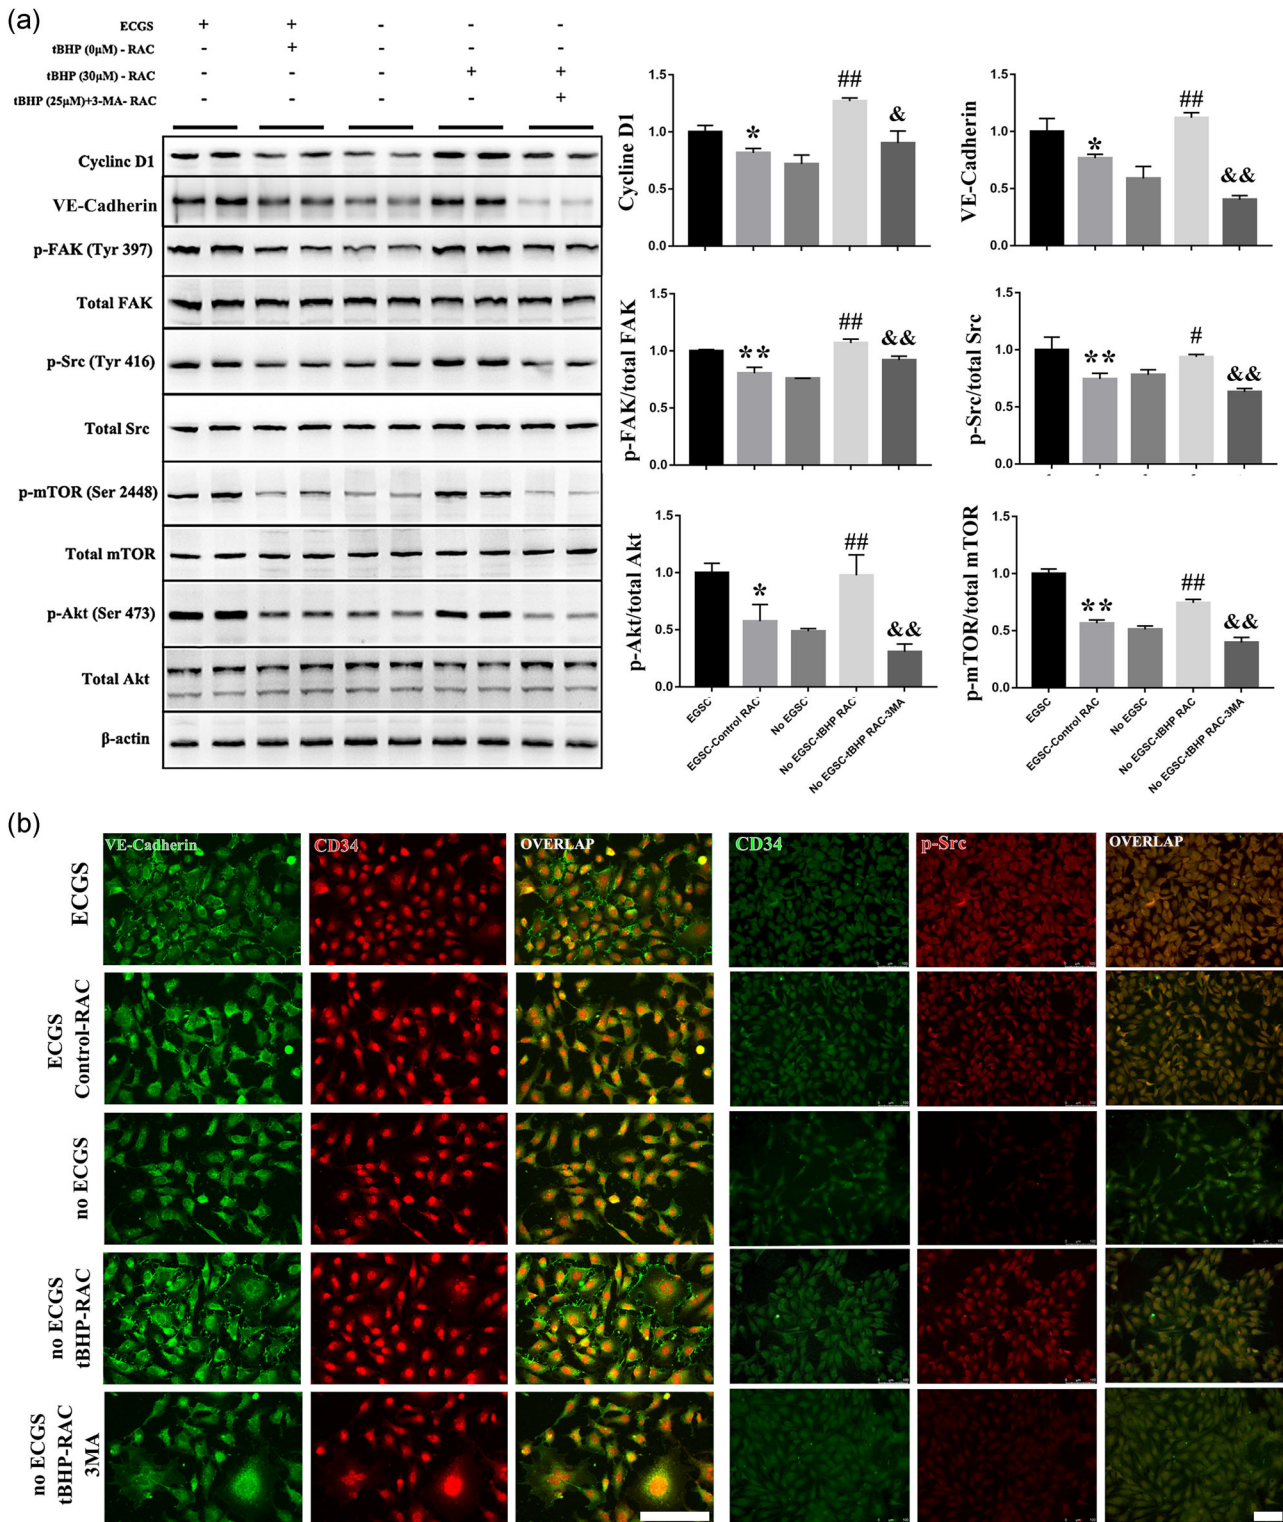 (a)
ECGS + + - - -
tBHP (0μM) - RAC - + - - -
tBHP (30μM) - RAC - - - + +
tBHP (25μM)+3-MA- RAC - - - - +
Cyclinc D1
VE-Cadherin
p-FAK (Tyr 397)
Total FAK
p-Src (Tyr 416)
Total Src
p-mTOR (Ser 2448)
Total mTOR
p-Akt (Ser 473)
Total Akt
β-actin
Cycline D1
1.5
1.0
0.5
0.0
*
##
&
VE-Cadherin
1.5
1.0
0.5
0.0
*
##
&&
p-FAK/total FAK
1.5
1.0
0.5
0.0
**
##
&&
p-Src/total Src
1.5
1.0
0.5
0.0
**
#
&&
p-Akt/total Akt
1.5
1.0
0.5
0.0
*
##
&&
EGSC
EGSC-Control RAC
No EGSC
No EGSC-tBHP RAC
No EGSC-tBHP RAC-3MA
p-mTOR/total mTOR
1.5
1.0
0.5
0.0
**
##
&&
EGSC
EGSC-Control RAC
No EGSC
No EGSC-tBHP RAC
No EGSC-tBHP RAC-3MA
(b)
VE-Cadherin CD34 OVERLAP CD34 p-Src OVERLAP
ECGS
ECGS
Control-RAC
no ECGS
no ECGS
tBHP-RAC
no ECGS
tBHP-RAC
3MA